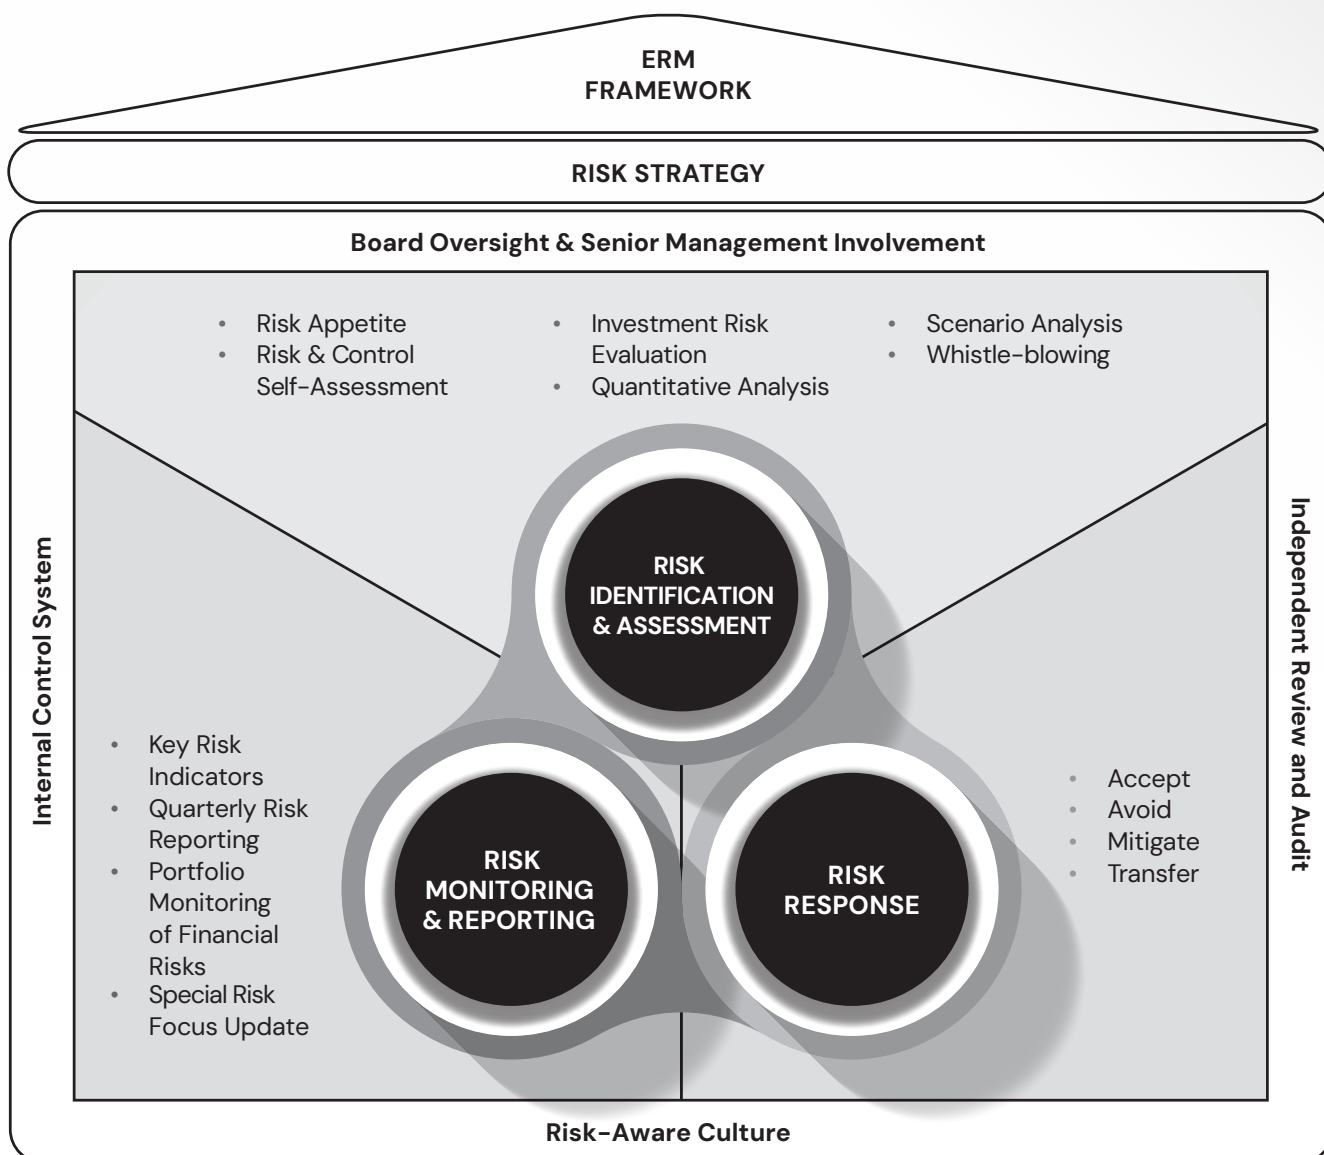 ERM
FRAMEWORK
RISK STRATEGY
Board Oversight & Senior Management Involvement
• Risk Appetite
• Risk & Control
Self-Assessment
• Investment Risk
Evaluation
• Quantitative Analysis
• Scenario Analysis
• Whistle-blowing
Internal Control System
RISK
IDENTIFICATION
& ASSESSMENT
Independent Review and Audit
• Key Risk
Indicators
• Quarterly Risk
Reporting
• Portfolio
Monitoring
of Financial
Risks
• Special Risk
Focus Update
RISK
MONITORING
& REPORTING
RISK
RESPONSE
• Accept
• Avoid
• Mitigate
• Transfer
Risk-Aware Culture